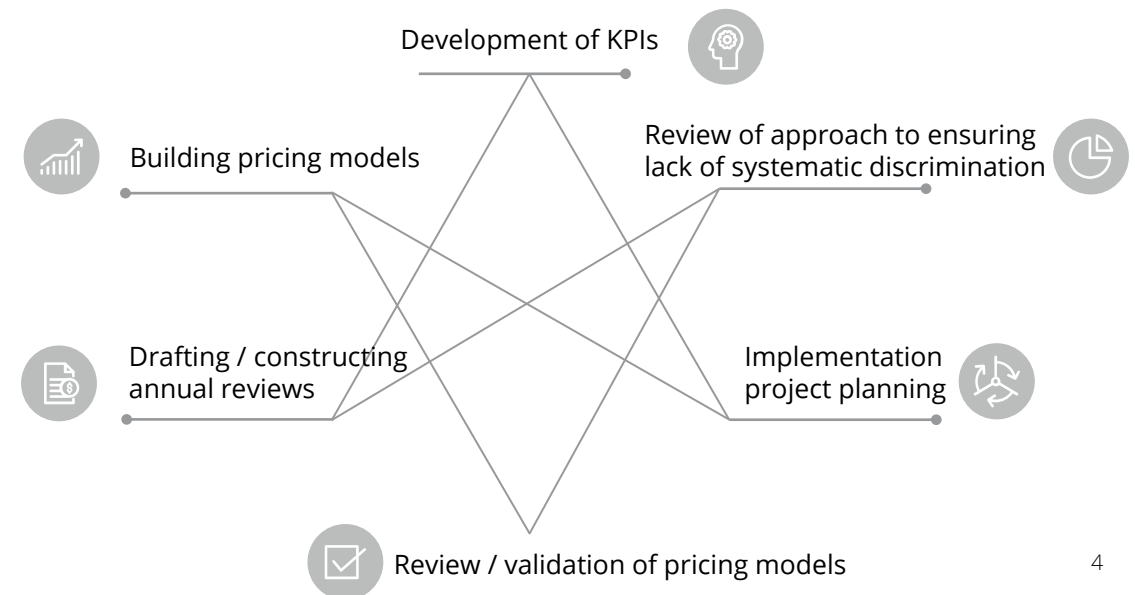 Development of KPIs
Building pricing models
Review of approach to ensuring
lack of systematic discrimination
Drafting / constructing
annual reviews
Implementation
project planning
Review / validation of pricing models
4